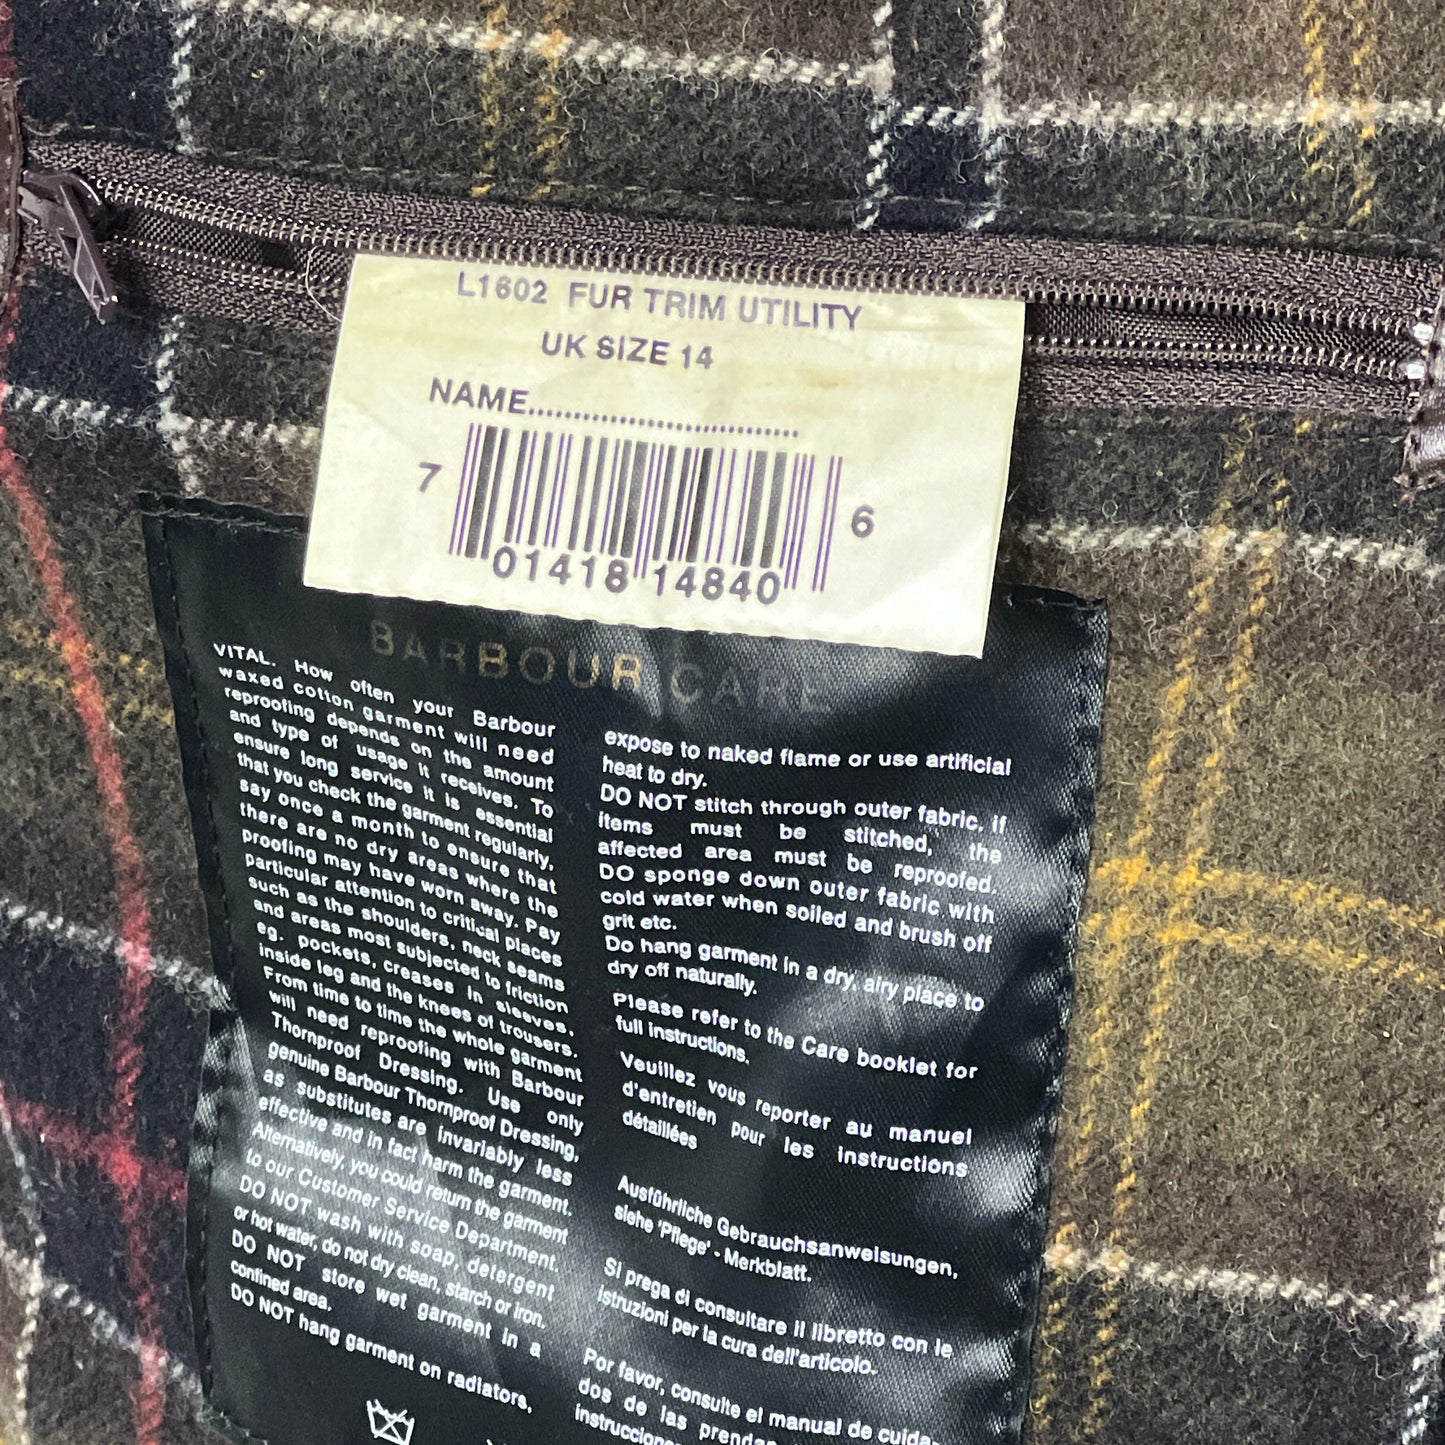 L1602 FUR TRIM UTILITY
UK SIZE 14
NAME..............................
7 01418 14840 6
BARBOUR CARE
VITAL. How often your Barbour
waxed cotton garment will need
reproofing depends on the amount
and type of usage it receives. To
ensure long service it is essential
that you check the garment regularly,
say once a month to ensure that
there are no dry areas where the
proofing may have worn away. Pay
particular attention to critical places
such as the shoulders, neck seams
and areas most subjected to friction
eg. pockets, creases in sleeves,
inside leg and the knees of trousers.
From time to time the whole garment
will need reproofing with Barbour
Thornproof Dressing. Use only
genuine Barbour Thornproof Dressing,
as substitutes are invariably less
effective and in fact harm the garment.
Alternatively, you could return the garment
to our Customer Service Department.
DO NOT wash with soap, detergent
or hot water, do not dry clean, starch or iron.
DO NOT store wet garment in a
confined area.
DO NOT hang garment on radiators,
expose to naked flame or use artificial
heat to dry.
DO NOT stitch through outer fabric, if
items must be stitched, the
affected area must be reproofed.
DO sponge down outer fabric with
cold water when soiled and brush off
grit etc.
Do hang garment in a dry, airy place to
dry off naturally.
Please refer to the Care booklet for
full instructions.
Veuillez vous reporter au manuel
d'entretien pour les instructions
détaillées
Ausführliche Gebrauchsanweisungen,
siehe 'Pflege' - Merkblatt.
Si prega di consultare il libretto con le
istruzioni per la cura dell'articolo.
Por favor, consulte el manual de cuida-
dos de las prendas
instrucciones